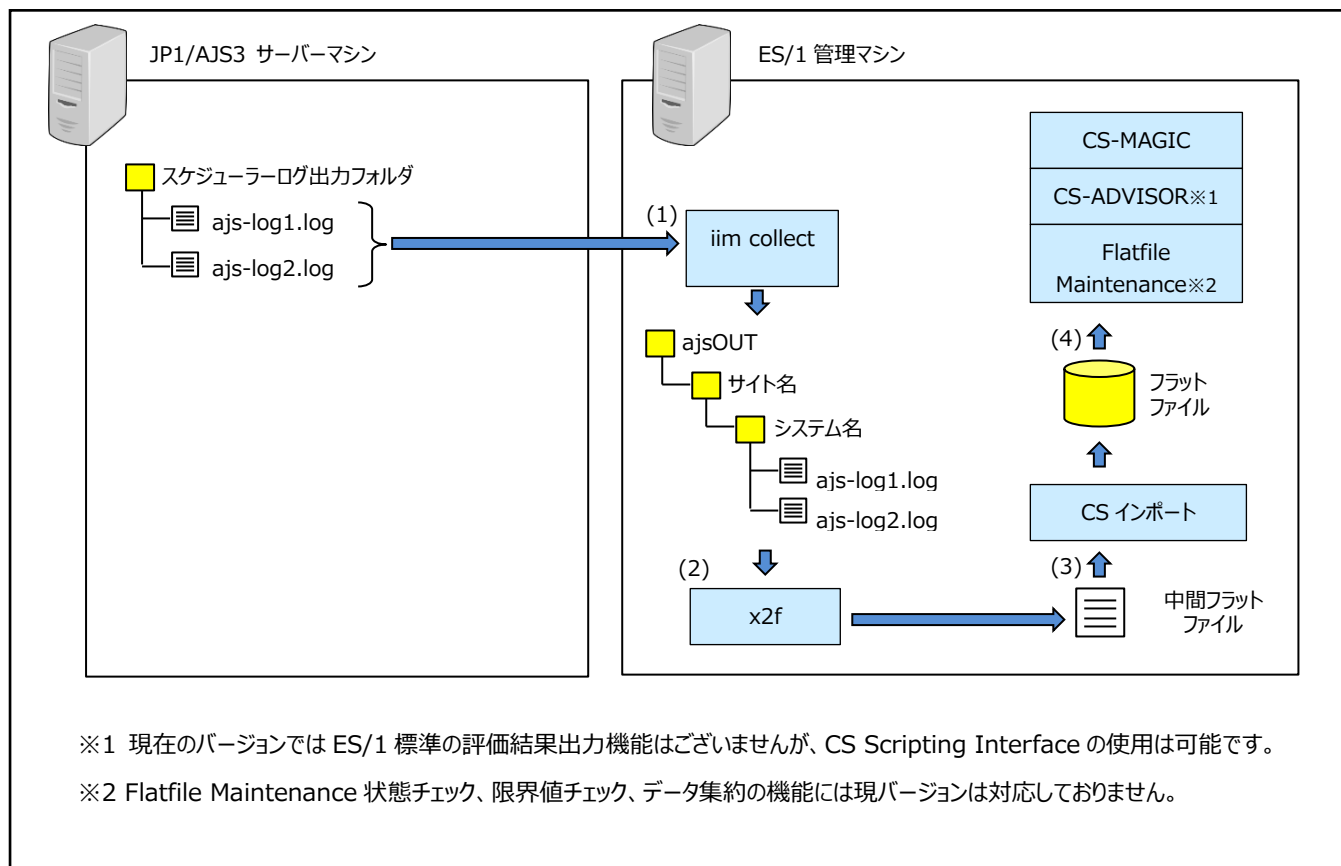 JP1/AJS3 サーバーマシン
スケジューラーログ出力フォルダ
ajs-log1.log
ajs-log2.log
ES/1 管理マシン
(1)
iim collect
ajsOUT
サイト名
システム名
ajs-log1.log
ajs-log2.log
(2)
x2f
CS-MAGIC
CS-ADVISOR※1
Flatfile
Maintenance※2
(4)
フラット
ファイル
CS インポート
(3)
中間フラット
ファイル
※1 現在のバージョンでは ES/1 標準の評価結果出力機能はございませんが、CS Scripting Interface の使用は可能です。
※2 Flatfile Maintenance 状態チェック、限界値チェック、データ集約の機能には現バージョンは対応しておりません。